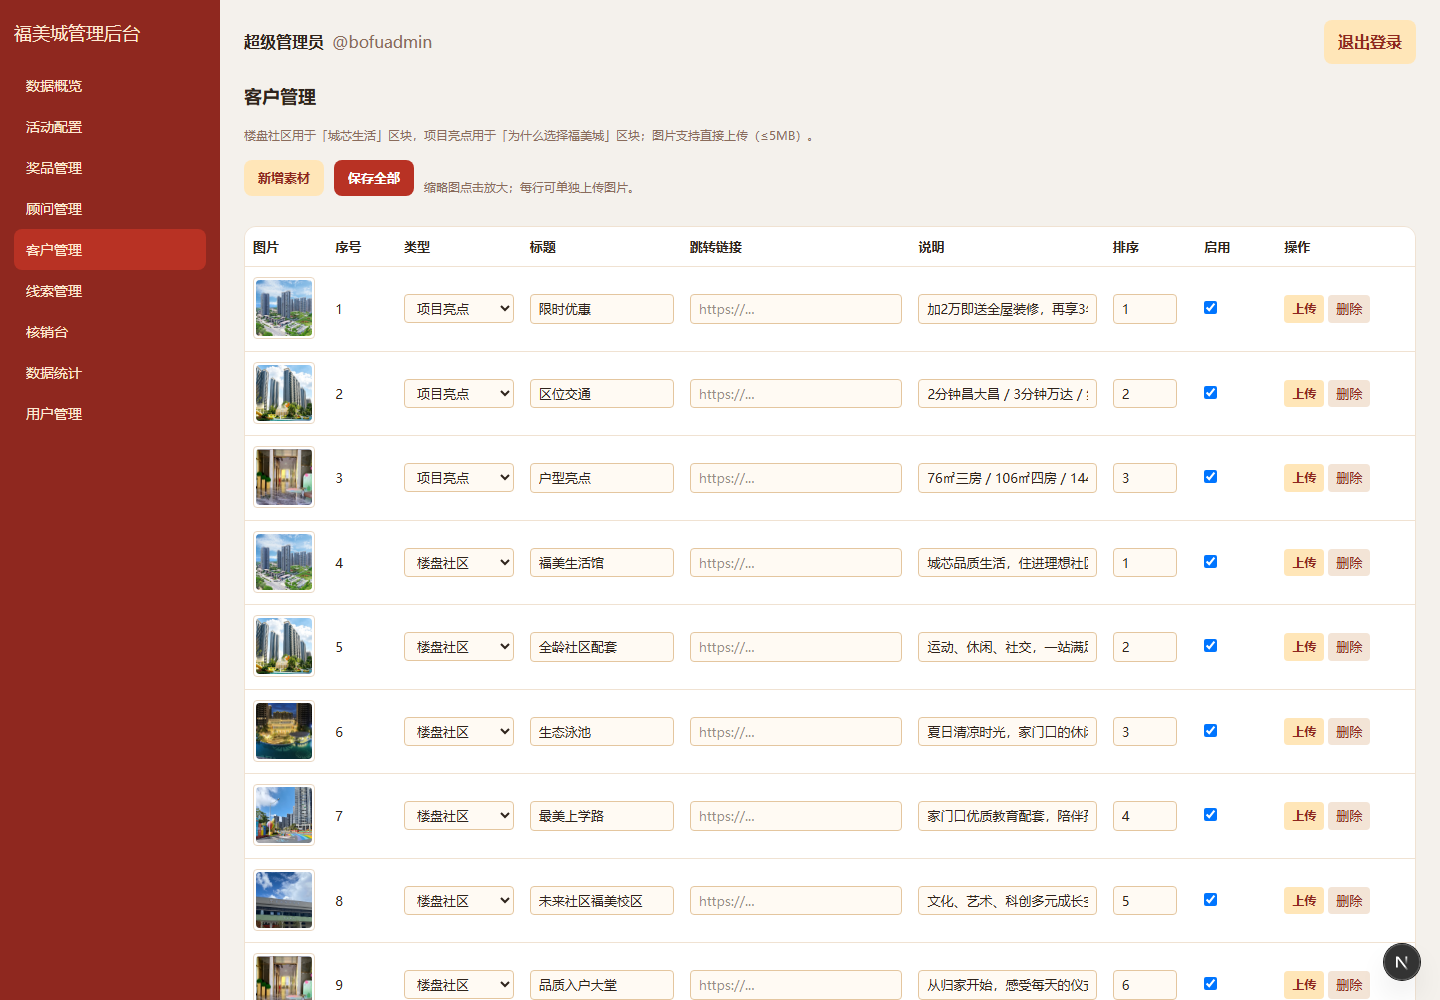 福美城管理后台
数据概览
活动配置
奖品管理
顾问管理
客户管理
线索管理
核销台
数据统计
用户管理
超级管理员 @bofuadmin
退出登录
客户管理
楼盘社区用于「城芯生活」区块，项目亮点用于「为什么选择福美城」区块；图片支持直接上传（≤5MB）。
新增素材 保存全部 缩略图点击放大；每行可单独上传图片。
图片 序号 类型 标题 跳转链接 说明 排序 启用 操作
1 项目亮点 限时优惠 https://... 加2万即送全屋装修，再享3 1 上传 删除
2 项目亮点 区位交通 https://... 2分钟昌大昌 / 3分钟万达 / 2 上传 删除
3 项目亮点 户型亮点 https://... 76㎡三房 / 106㎡四房 / 14 3 上传 删除
4 楼盘社区 福美生活馆 https://... 城芯品质生活，住进理想社 1 上传 删除
5 楼盘社区 全龄社区配套 https://... 运动、休闲、社交，一站满 2 上传 删除
6 楼盘社区 生态泳池 https://... 夏日清凉时光，家门口的休 3 上传 删除
7 楼盘社区 最美上学路 https://... 家门口优质教育配套，陪伴 4 上传 删除
8 楼盘社区 未来社区福美校区 https://... 文化、艺术、科创多元成长 5 上传 删除
9 楼盘社区 品质入户大堂 https://... 从归家开始，感受每天的仪 6 上传 删除
N